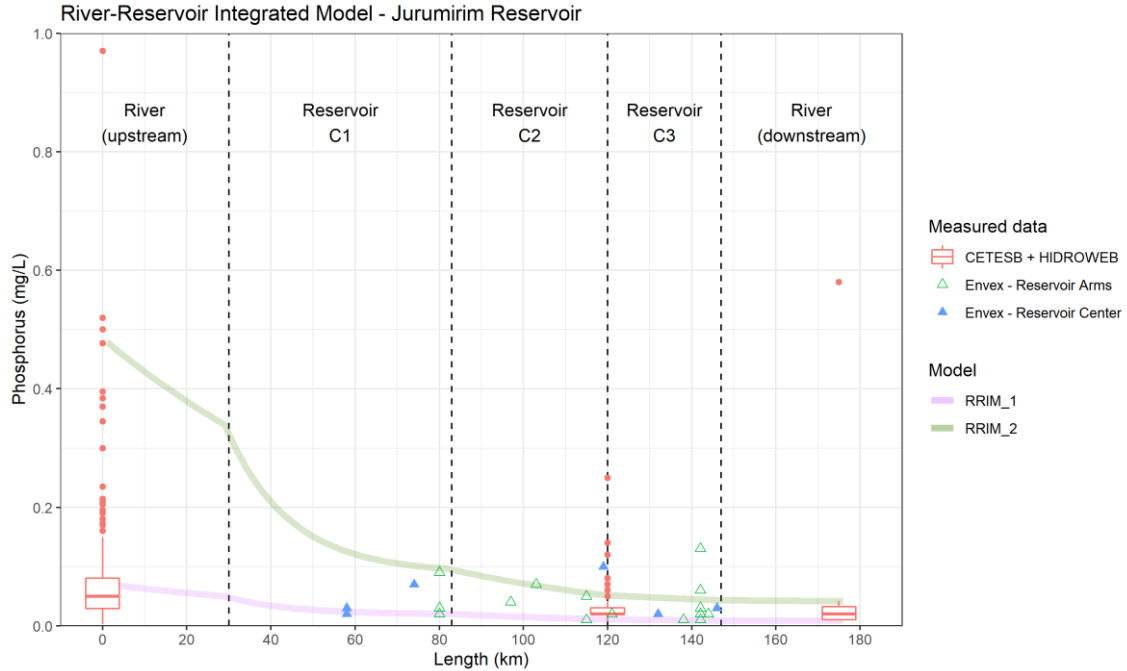 River-Reservoir Integrated Model - Jurumirim Reservoir
River
(upstream)
Reservoir
C1
Reservoir
C2
Reservoir
C3
River
(downstream)
Phosphorus (mg/L)
1.0
0.8
0.6
0.4
0.2
0.0
0
20
40
60
80
100
120
140
160
180
Length (km)
Measured data
CETESB + HIDROWEB
Envex - Reservoir Arms
Envex - Reservoir Center
Model
RRIM_1
RRIM_2